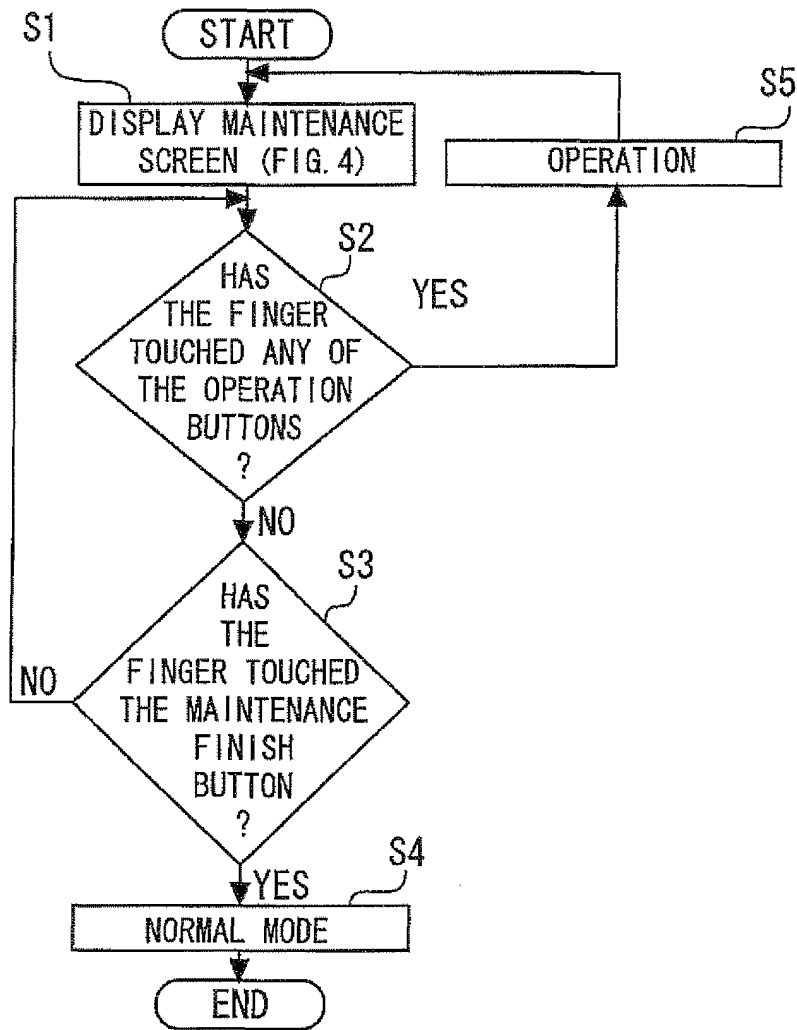 S1
START
DISPLAY MAINTENANCE
SCREEN (FIG. 4)
S5
OPERATION
S2
HAS
THE FINGER
TOUCHED ANY OF
THE OPERATION
BUTTONS
?
YES
NO
S3
HAS
THE
FINGER TOUCHED
THE MAINTENANCE
FINISH
BUTTON
?
NO
YES
S4
NORMAL MODE
END